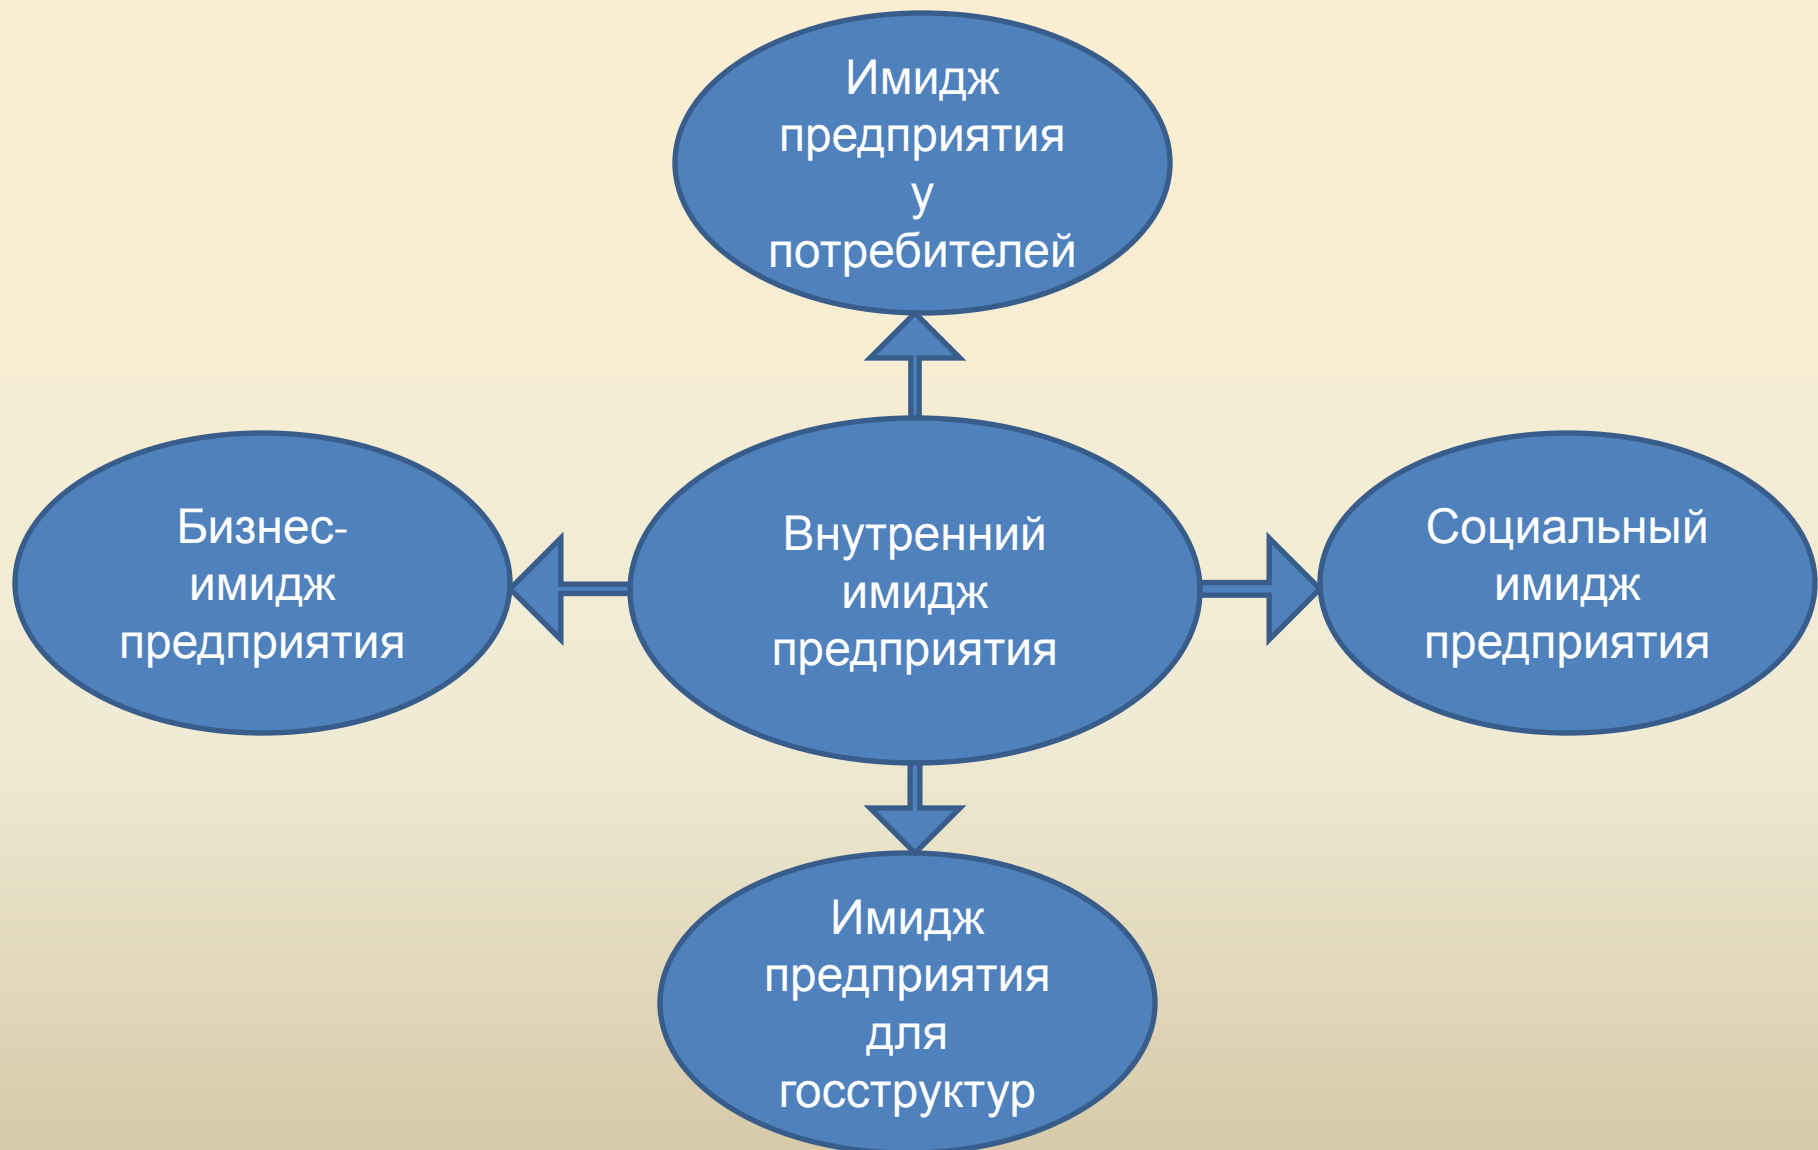 Имидж
предприятия
у
потребителей
Бизнес-
имидж
предприятия
Внутренний
имидж
предприятия
Социальный
имидж
предприятия
Имидж
предприятия
для
госструктур